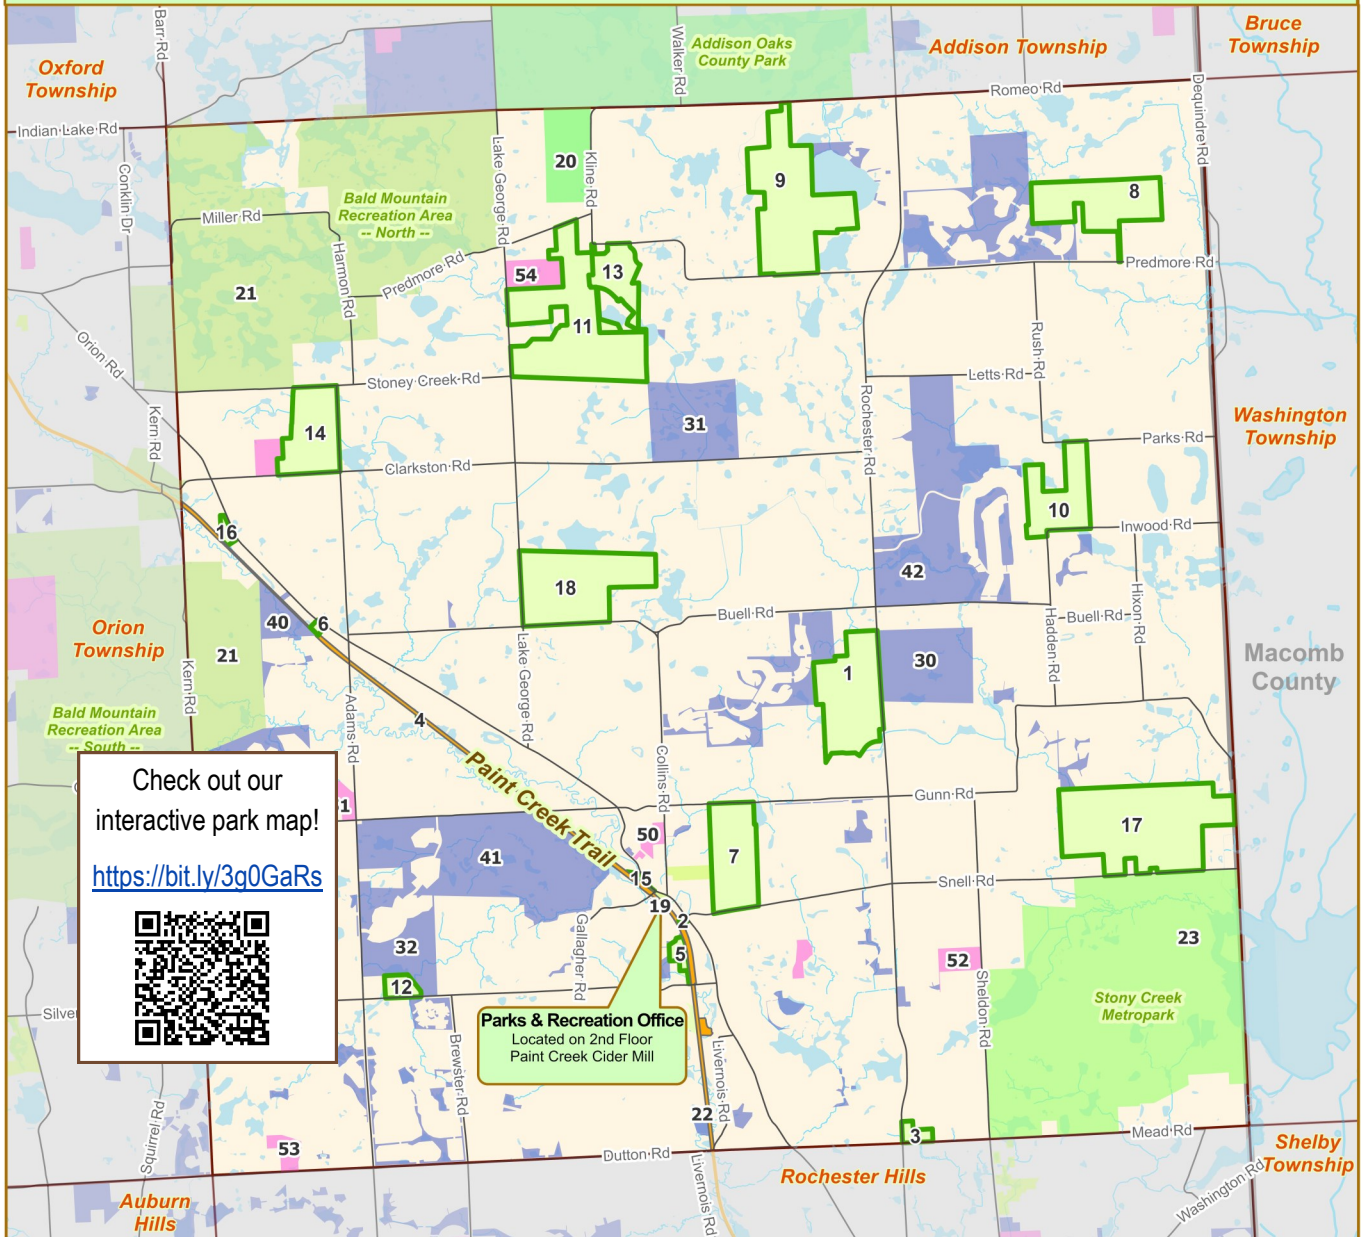 Barr Rd
Bruce
Township
Addison Oaks
County Park
Walker Rd
Addison Township
Oxford
Township
Romeo Rd
Dequindre Rd
Indian Lake Rd
Conklin Dr
Lake George Rd
20
Kline Rd
9
8
Miller Rd
Bald Mountain
Recreation Area
-- North --
Harmon Rd
Predmore Rd
54
13
Predmore Rd
21
11
Orion Rd
Rush Rd
Stoney Creek Rd
Letts Rd
Rochester Rd
Kern Rd
14
31
Washington
Township
Parks Rd
Clarkston Rd
10
Inwood Rd
16
42
18
40
6
Buell Rd
Buell Rd
Hadden Rd
Hixon Rd
Orion
Township
21
Kern Rd
Lake George Rd
1
30
Macomb
County
Adams Rd
4
Bald Mountain
Recreation Area
-- South --
Collins Rd
Paint Creek Trail
Check out our
interactive park map!
https://bit.ly/3g0GaRs
Gunn Rd
50
7
17
41
15
Snell Rd
19
2
Gallagher Rd
32
5
23
52
12
Sheldon Rd
Stony Creek
Metropark
Silver
Parks & Recreation Office
Located on 2nd Floor
Paint Creek Cider Mill
Brewster Rd
Livernois Rd
22
3
Mead Rd
Squirrel Rd
53
Dutton Rd
Livernois Rd
Rochester Hills
Shelby
Township
Washington Rd
Auburn
Hills